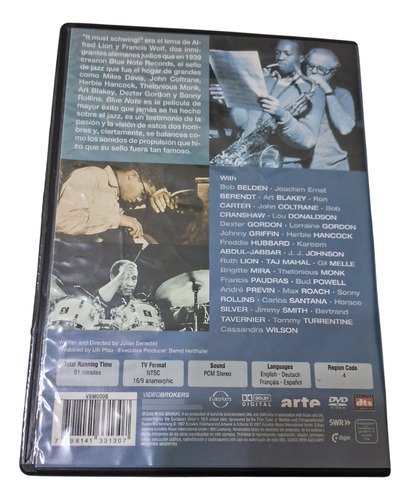 "It must schwing!" era el lema de Al-
fred Lion y Francis Wolf, dos inmi-
grantes alemanes judíos que en 1939
crearon Blue Note Records, el sello
de jazz que fue el hogar de grandes
como Miles Davis, John Coltrane,
Herbie Hancock, Thelonious Monk,
Art Blakey, Dexter Gordon y Sonny
Rollins. Blue Note es la película de
mayor éxito que jamás se ha hecho
sobre el jazz, es un testimonio de la
pasión y la visión de estos dos hom-
bres y, ciertamente, se balancea co-
mo los sonidos de propulsión que hi-
zo que su sello fuera tan famoso.
With
Bob BELDEN · Joachim Ernst
BERENDT · Art BLAKEY · Ron
CARTER · John COLTRANE · Bob
CRANSHAW · Lou DONALDSON
Dexter GORDON · Lorraine GORDON
Johnny GRIFFIN · Herbie HANCOCK
Freddie HUBBARD · Kareem
ABDUL-JABBAR · J. J. JOHNSON
Ruth LION · TAJ MAHAL · Gil MELLE
Brigitte MIRA · Thelonious MONK
Francis PAUDRAS · Bud POWELL
André PREVIN · Max ROACH · Sonny
ROLLINS · Carlos SANTANA · Horace
SILVER · Jimmy SMITH · Bertrand
TAVERNIER · Tommy TURRENTINE
Cassandra WILSON
Written and Directed by Julian Benedikt
Produced by Ulli Pfau · Executive Producer: Bernd Hellthaler
Total Running Time
91 minutes
TV Format
NTSC
16/9 anamorphic
Sound
PCM Stereo
Languages
English · Deutsch
Français · Español
Region Code
4
VBM0006
7 798141 331307
VIDEOBROKERS
EUROARTS
DOLBY
DIGITAL
arte
DVD
VIDEO
dts
SWR